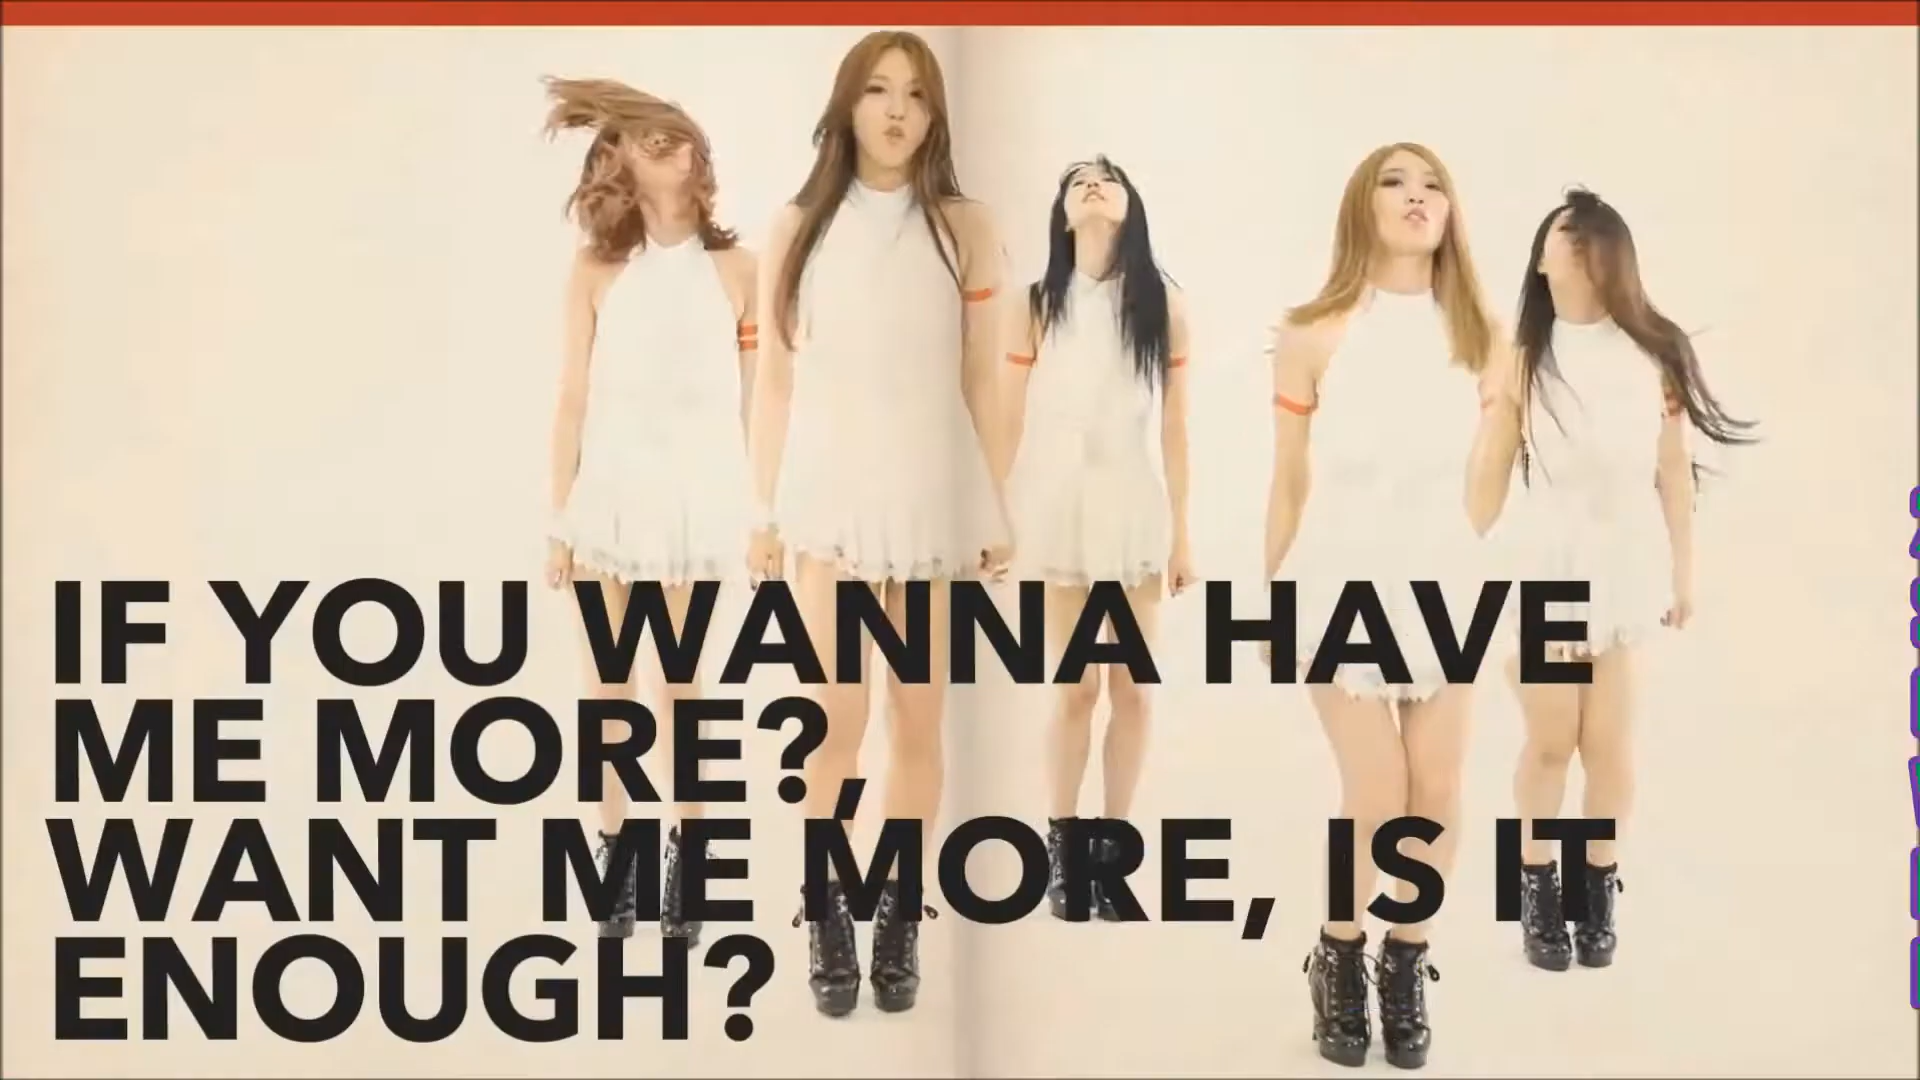 IF YOU WANNA HAVE
ME MORE?,
WANT ME MORE, IS IT
ENOUGH?